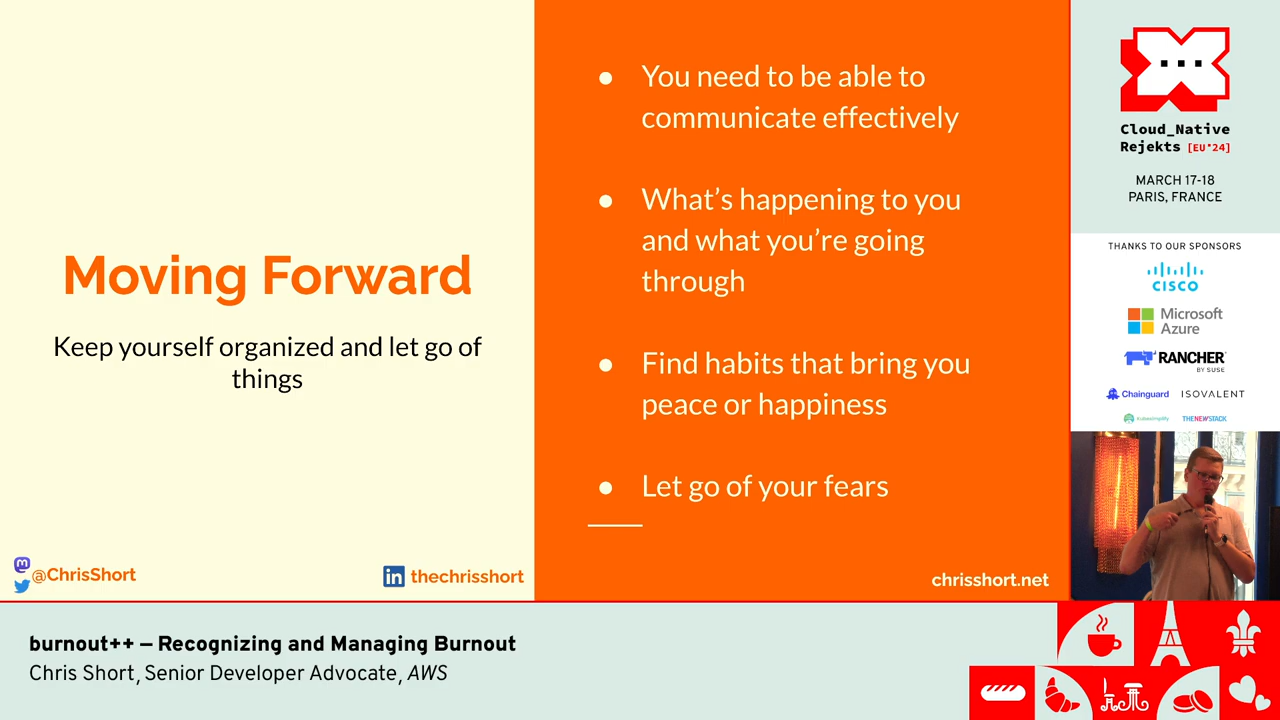 Moving Forward
Keep yourself organized and let go of
things
@ChrisShort
thechrisshort
● You need to be able to
communicate effectively
● What’s happening to you
and what you’re going
through
● Find habits that bring you
peace or happiness
● Let go of your fears
chrisshort.net
Cloud_Native
Rejekts [EU*24]
MARCH 17-18
PARIS, FRANCE
THANKS TO OUR SPONSORS
CISCO
Microsoft
Azure
RANCHER
BY SUSE
Chainguard ISOVALENT
kubesimplify THENEWSTACK
burnout++ – Recognizing and Managing Burnout
Chris Short, Senior Developer Advocate, AWS